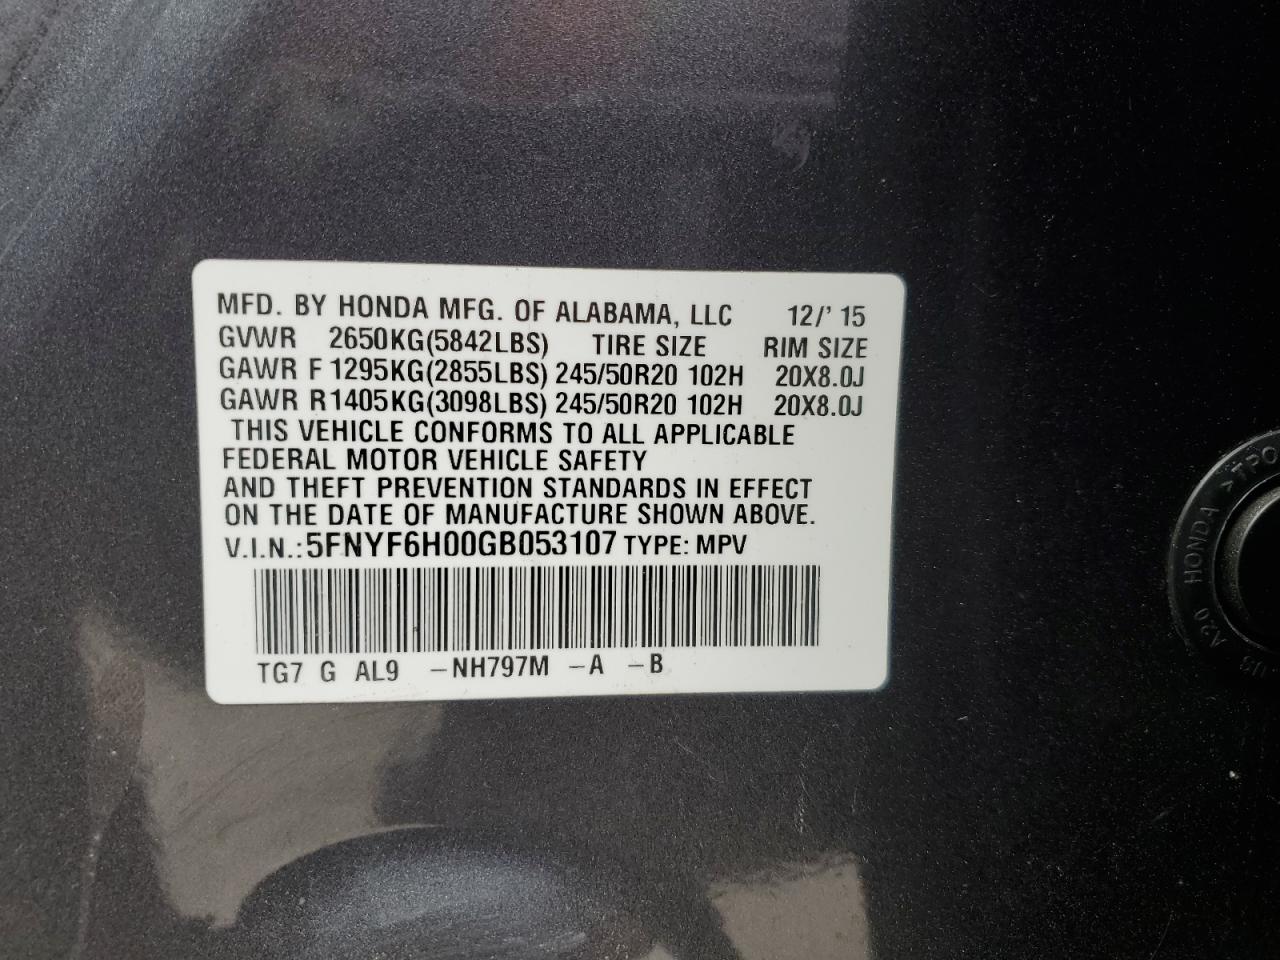 MFD. BY HONDA MFG. OF ALABAMA, LLC 12/' 15
GVWR 2650KG(5842LBS) TIRE SIZE RIM SIZE
GAWR F 1295KG(2855LBS) 245/50R20 102H 20X8.0J
GAWR R1405KG(3098LBS) 245/50R20 102H 20X8.0J
THIS VEHICLE CONFORMS TO ALL APPLICABLE
FEDERAL MOTOR VEHICLE SAFETY
AND THEFT PREVENTION STANDARDS IN EFFECT
ON THE DATE OF MANUFACTURE SHOWN ABOVE.
V.I.N.: 5FNYF6H00GB053107 TYPE: MPV
TG7 G AL9 -NH797M -A -B
A20 HONDA >TPO